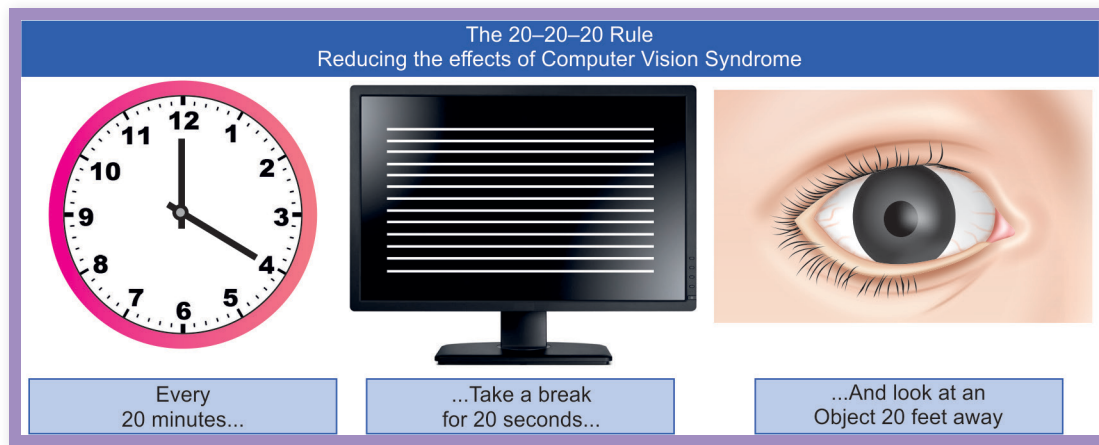 The 20–20–20 Rule
Reducing the effects of Computer Vision Syndrome
12
1
2
3
4
5
6
7
8
9
10
11
Every
20 minutes...
...Take a break
for 20 seconds...
...And look at an
Object 20 feet away